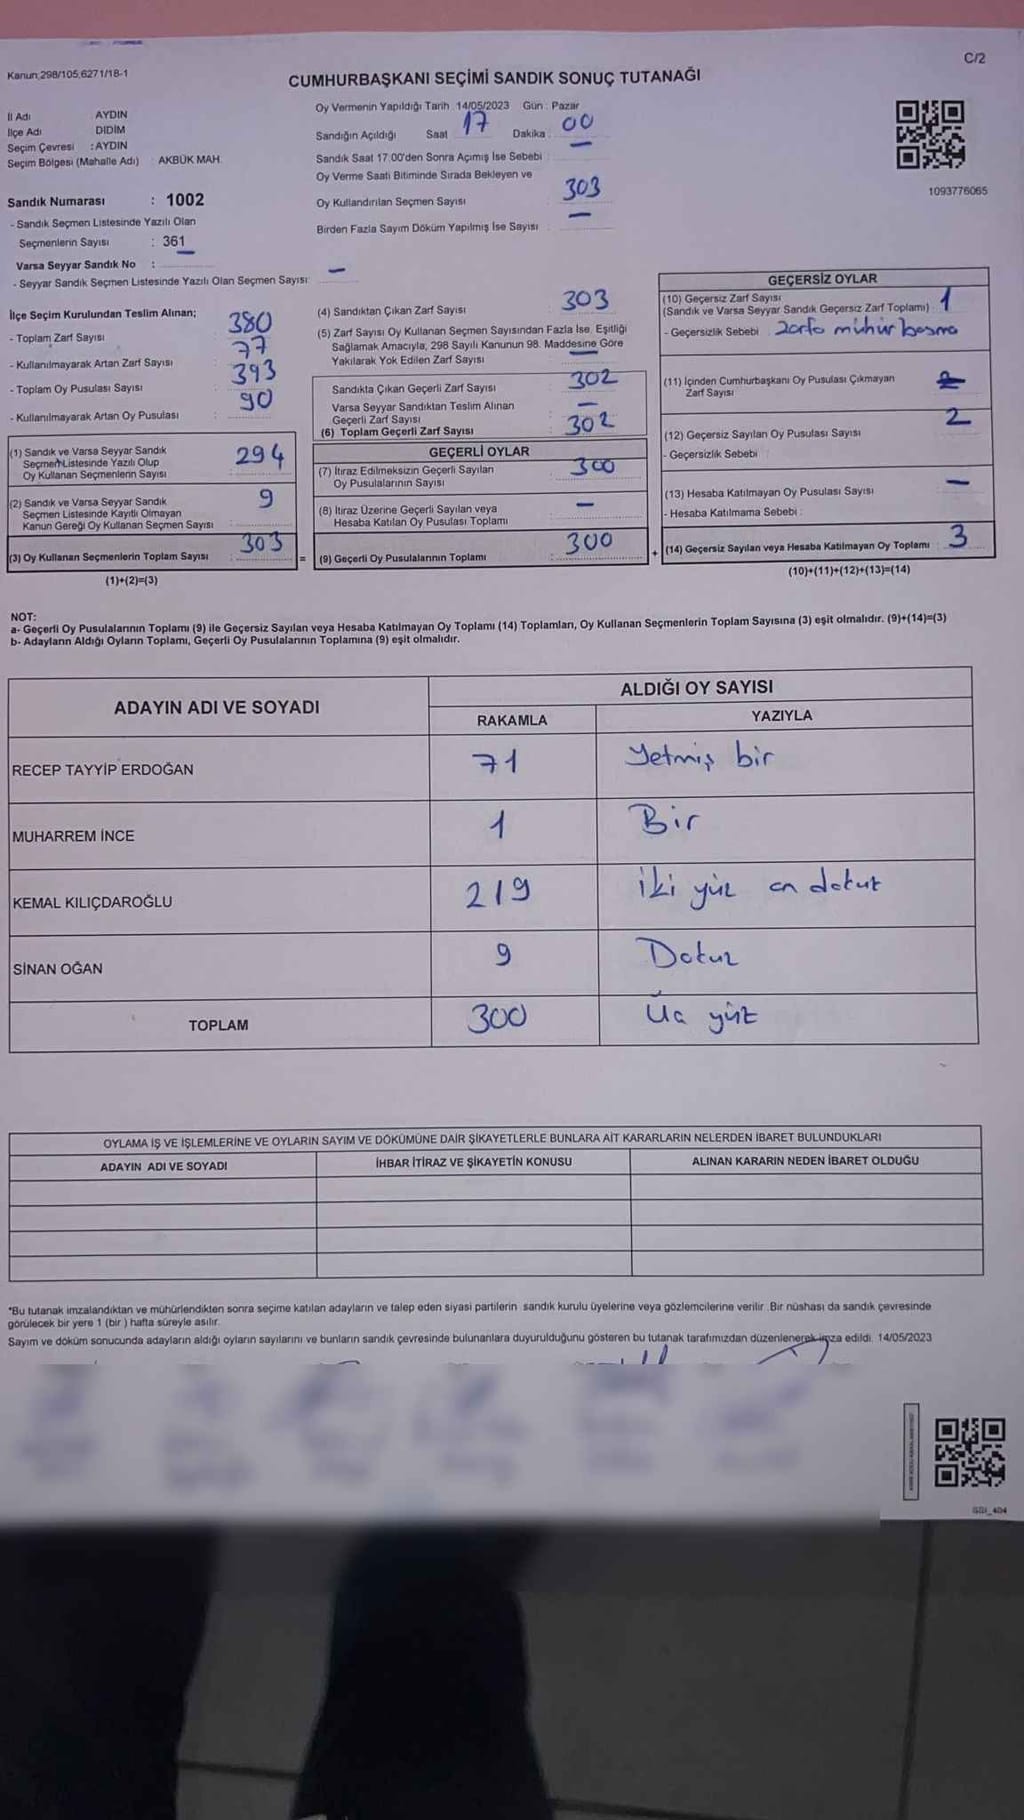 C/2
Kanun;298/105,6271/18-1
CUMHURBAŞKANI SEÇİMİ SANDIK SONUÇ TUTANAĞI
İl Adı AYDIN
İlçe Adı DİDİM
Seçim Çevresi : AYDIN
Seçim Bölgesi (Mahalle Adı) : AKBÜK MAH.
Oy Vermenin Yapıldığı Tarih 14/05/2023 Gün : Pazar
Sandığın Açıldığı Saat 17 Dakika : 00
Sandık Saat 17:00'den Sonra Açımış İse Sebebi : —
Oy Verme Saati Bitiminde Sırada Bekleyen ve
Oy Kullandırılan Seçmen Sayısı : 303
Birden Fazla Sayım Döküm Yapılmış İse Sayısı : —
1093776065
Sandık Numarası : 1002
- Sandık Seçmen Listesinde Yazılı Olan
Seçmenlerin Sayısı : 361
Varsa Seyyar Sandık No : —
- Seyyar Sandık Seçmen Listesinde Yazılı Olan Seçmen Sayısı: —
İlçe Seçim Kurulundan Teslim Alınan;
- Toplam Zarf Sayısı : 380
- Kullanılmayarak Artan Zarf Sayısı : 77
- Toplam Oy Pusulası Sayısı : 393
- Kullanılmayarak Artan Oy Pusulası : 90
(1) Sandık ve Varsa Seyyar Sandık
Seçmen Listesinde Yazılı Olup
Oy Kullanan Seçmenlerin Sayısı : 294
(2) Sandık ve Varsa Seyyar Sandık
Seçmen Listesinde Kayıtlı Olmayan
Kanun Gereği Oy Kullanan Seçmen Sayısı : 9
(3) Oy Kullanan Seçmenlerin Toplam Sayısı : 303 =
(1)+(2)=(3)
(4) Sandıktan Çıkan Zarf Sayısı : 303
(5) Zarf Sayısı Oy Kullanan Seçmen Sayısından Fazla İse, Eşitliği
Sağlamak Amacıyla, 298 Sayılı Kanunun 98. Maddesine Göre
Yakılarak Yok Edilen Zarf Sayısı : —
Sandıkta Çıkan Geçerli Zarf Sayısı : 302
Varsa Seyyar Sandıktan Teslim Alınan
Geçerli Zarf Sayısı : —
(6) Toplam Geçerli Zarf Sayısı : 302
GEÇERLİ OYLAR
(7) İtiraz Edilmeksizin Geçerli Sayılan
Oy Pusulalarının Sayısı : 300
(8) İtiraz Üzerine Geçerli Sayılan veya
Hesaba Katılan Oy Pusulası Toplamı : —
(9) Geçerli Oy Pusulalarının Toplamı : 300 +
GEÇERSİZ OYLAR
(10) Geçersiz Zarf Sayısı
(Sandık ve Varsa Seyyar Sandık Geçersiz Zarf Toplamı) : 1
- Geçersizlik Sebebi : zarfa mühür basma
(11) İçinden Cumhurbaşkanı Oy Pusulası Çıkmayan
Zarf Sayısı
(12) Geçersiz Sayılan Oy Pusulası Sayısı : 2
- Geçersizlik Sebebi :
(13) Hesaba Katılmayan Oy Pusulası Sayısı : —
- Hesaba Katılmama Sebebi :
(14) Geçersiz Sayılan veya Hesaba Katılmayan Oy Toplamı : 3
(10)+(11)+(12)+(13)=(14)
NOT:
a- Geçerli Oy Pusulalarının Toplamı (9) ile Geçersiz Sayılan veya Hesaba Katılmayan Oy Toplamı (14) Toplamları, Oy Kullanan Seçmenlerin Toplam Sayısına (3) eşit olmalıdır. (9)+(14)=(3)
b- Adayların Aldığı Oyların Toplamı, Geçerli Oy Pusulalarının Toplamına (9) eşit olmalıdır.
ADAYIN ADI VE SOYADI ALDIĞI OY SAYISI
RAKAMLA YAZIYLA
RECEP TAYYİP ERDOĞAN 71 Yetmiş bir
MUHARREM İNCE 1 Bir
KEMAL KILIÇDAROĞLU 219 iki yüz on dokuz
SİNAN OĞAN 9 Dokuz
TOPLAM 300 Üç yüz
OYLAMA İŞ VE İŞLEMLERİNE VE OYLARIN SAYIM VE DÖKÜMÜNE DAİR ŞİKAYETLERLE BUNLARA AİT KARARLARIN NELERDEN İBARET BULUNDUKLARI
ADAYIN ADI VE SOYADI İHBAR İTİRAZ VE ŞİKAYETİN KONUSU ALINAN KARARIN NEDEN İBARET OLDUĞU
*Bu tutanak imzalandıktan ve mühürlendikten sonra seçime katılan adayların ve talep eden siyasi partilerin sandık kurulu üyelerine veya gözlemcilerine verilir. Bir nüshası da sandık çevresinde
görülecek bir yere 1 (bir ) hafta süreyle asılır.
Sayım ve döküm sonucunda adayların aldığı oyların sayılarını ve bunların sandık çevresinde bulunanlara duyurulduğunu gösteren bu tutanak tarafımızdan düzenlenerek imza edildi. 14/05/2023